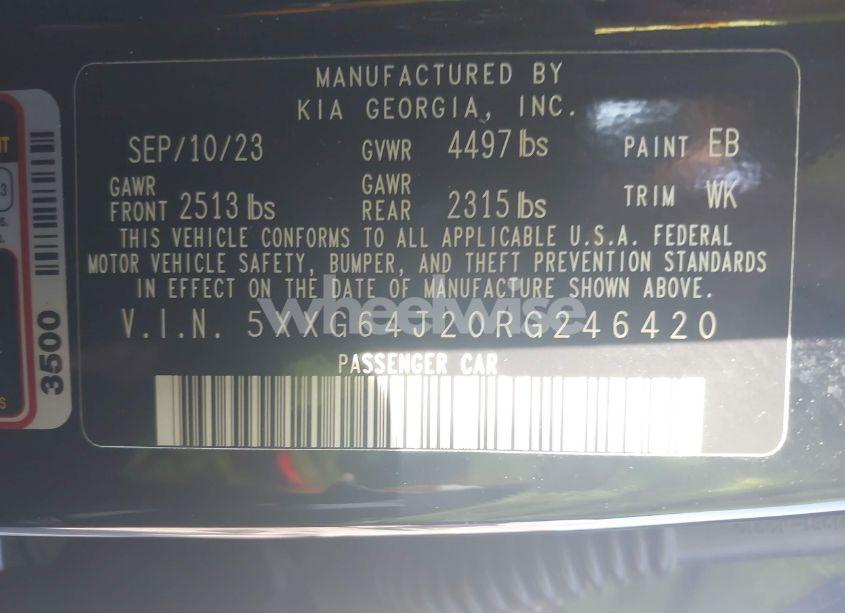 MANUFACTURED BY
KIA GEORGIA, INC.
SEP/10/23 GVWR 4497 lbs PAINT EB
GAWR FRONT 2513 lbs GAWR REAR 2315 lbs TRIM WK
THIS VEHICLE CONFORMS TO ALL APPLICABLE U.S.A. FEDERAL
MOTOR VEHICLE SAFETY, BUMPER, AND THEFT PREVENTION STANDARDS
IN EFFECT ON THE DATE OF MANUFACTURE SHOWN ABOVE.
wheelwise
V.I.N. 5XXG64J20RG246420
PASSENGER CAR
3500